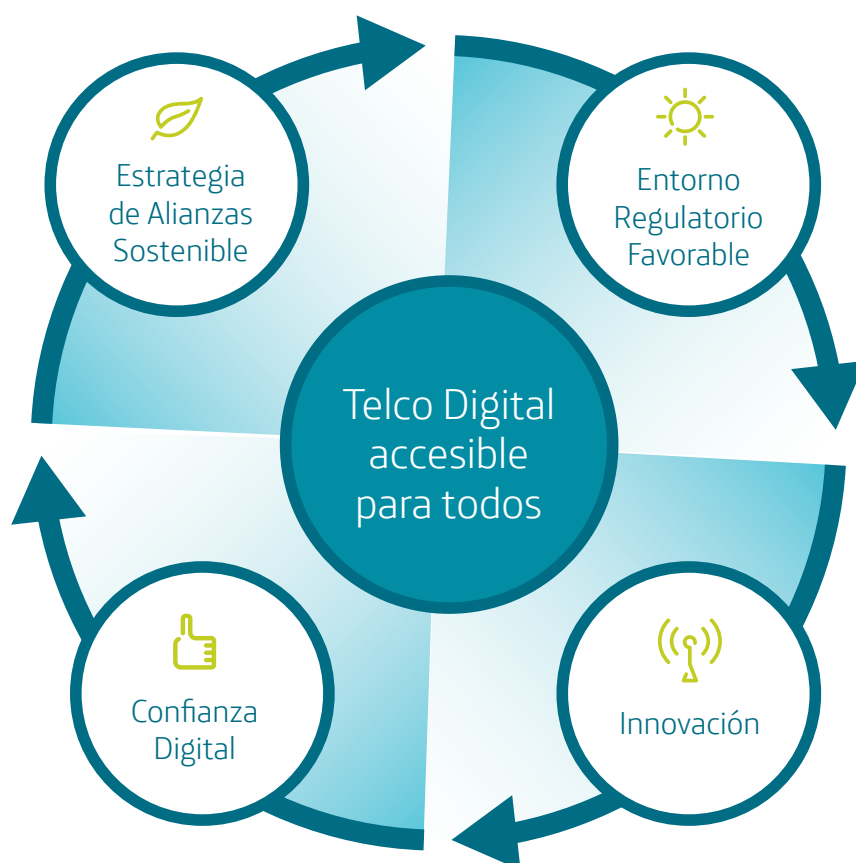 Estrategia
de Alianzas
Sostenible
Entorno
Regulatorio
Favorable
Telco Digital
accesible
para todos
Confianza
Digital
Innovación